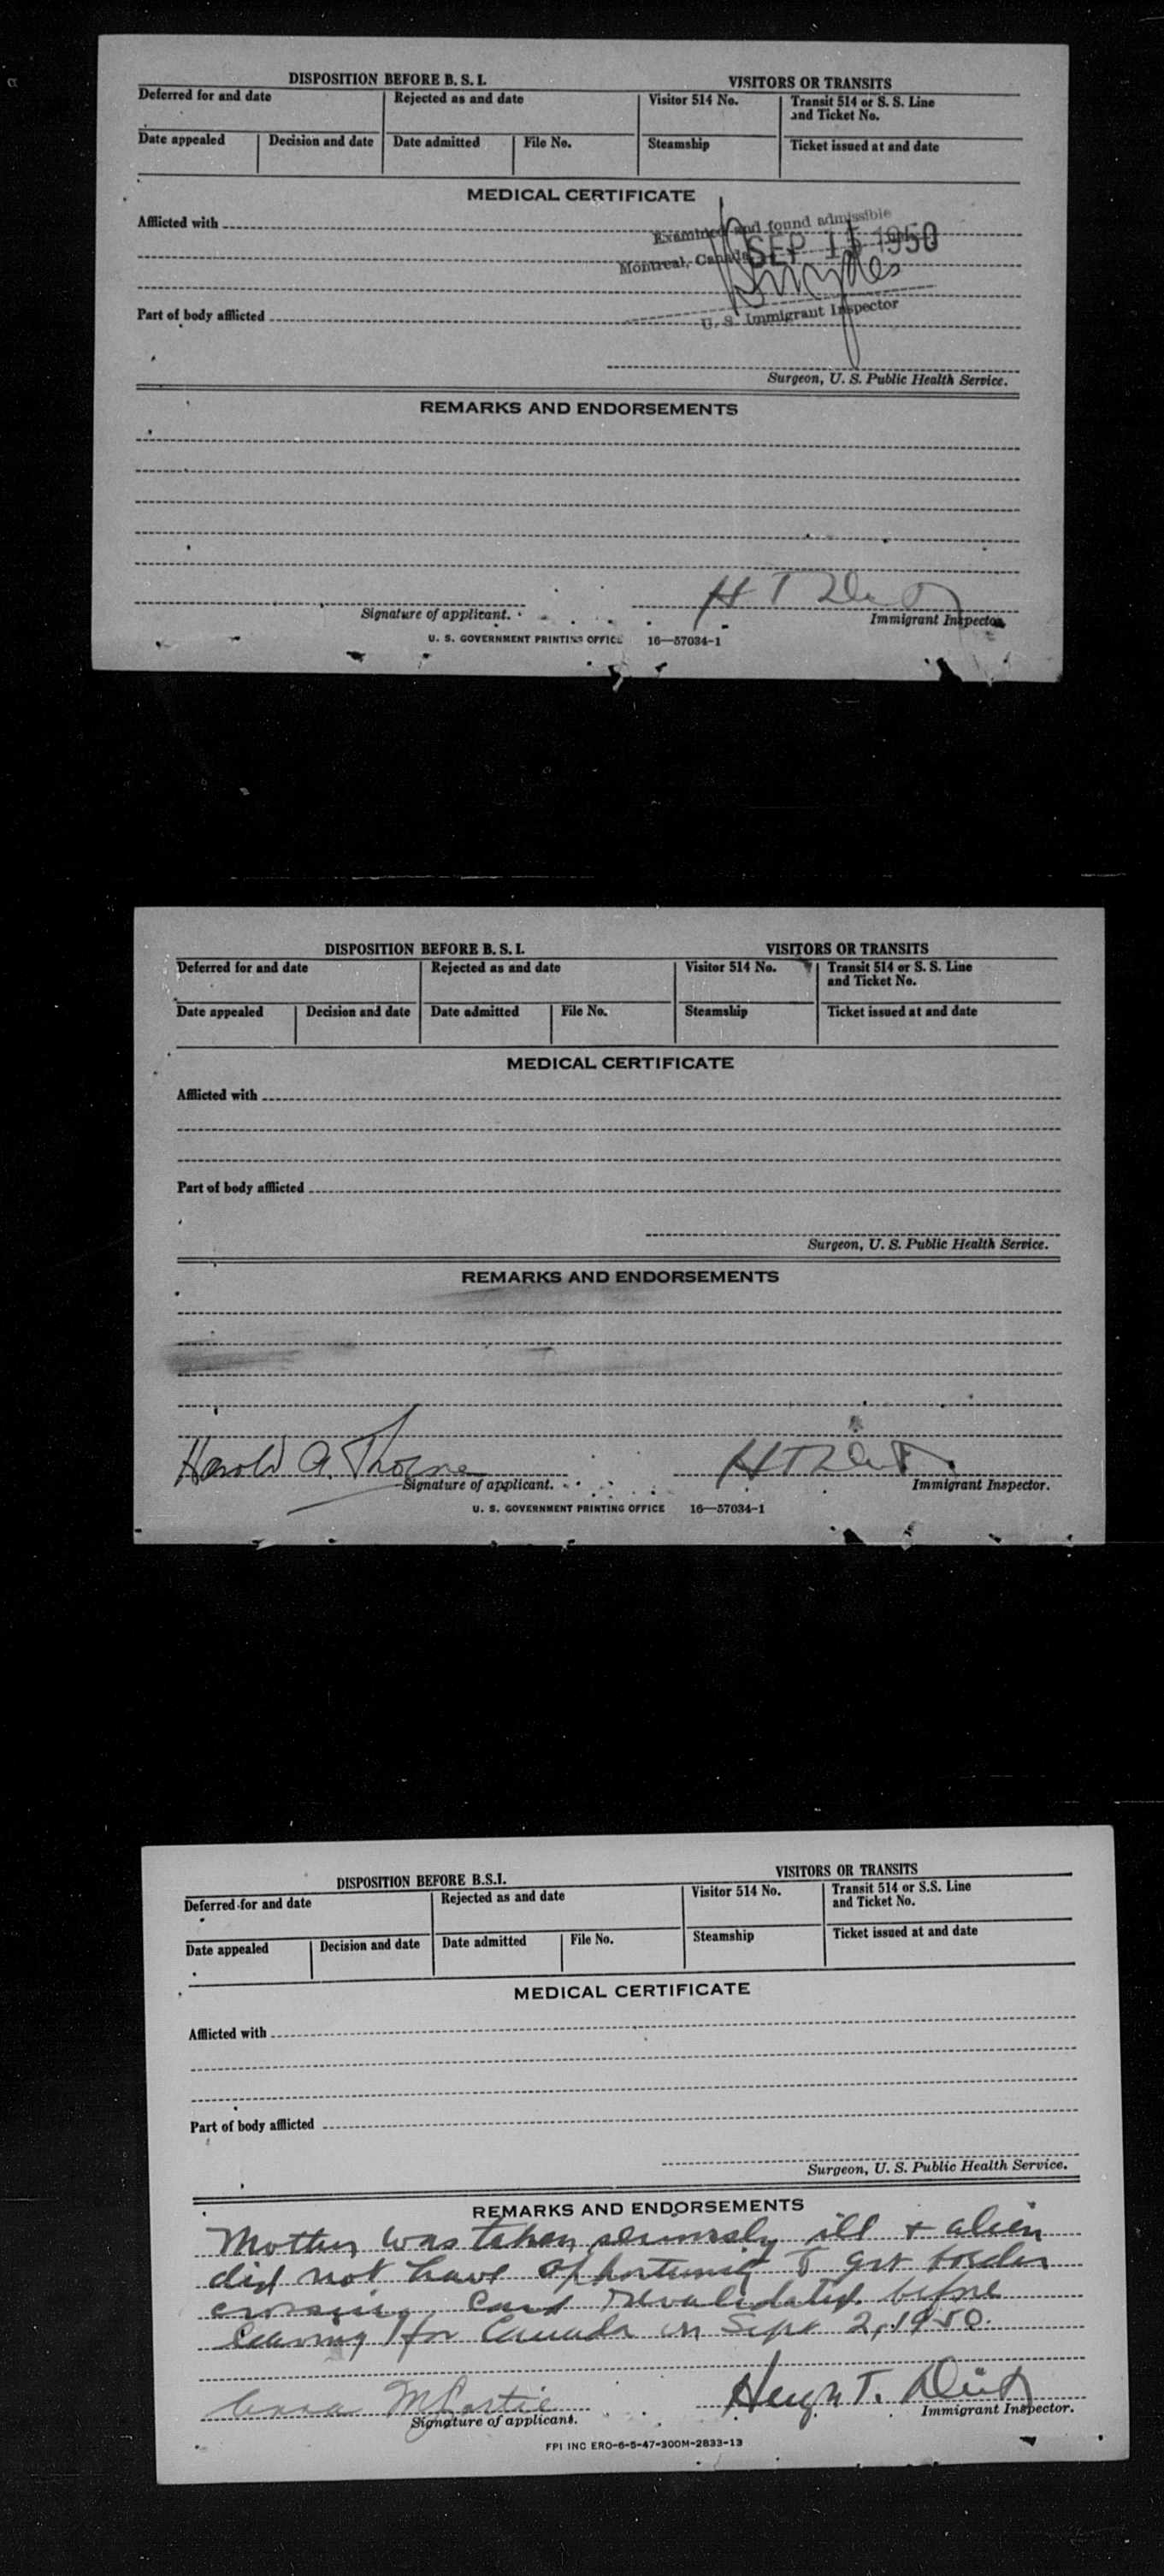 DISPOSITION BEFORE B. S. I. VISITORS OR TRANSITS
Deferred for and date Rejected as and date Visitor 514 No. Transit 514 or S. S. Line and Ticket No.
Date appealed Decision and date Date admitted File No. Steamship Ticket issued at and date
MEDICAL CERTIFICATE
Afflicted with
Examined and found admissible
SEP 1 1950
Montreal, Canada
U. S. Immigrant Inspector
Part of body afflicted
Surgeon, U. S. Public Health Service.
REMARKS AND ENDORSEMENTS
H T
Signature of applicant. Immigrant Inspector.
U. S. GOVERNMENT PRINTING OFFICE 16—57034-1
DISPOSITION BEFORE B. S. I. VISITORS OR TRANSITS
Deferred for and date Rejected as and date Visitor 514 No. Transit 514 or S. S. Line and Ticket No.
Date appealed Decision and date Date admitted File No. Steamship Ticket issued at and date
MEDICAL CERTIFICATE
Afflicted with
Part of body afflicted
Surgeon, U. S. Public Health Service.
REMARKS AND ENDORSEMENTS
Harold A. Thorne H T
Signature of applicant. Immigrant Inspector.
U. S. GOVERNMENT PRINTING OFFICE 16—57034-1
DISPOSITION BEFORE B.S.I. VISITORS OR TRANSITS
Deferred for and date Rejected as and date Visitor 514 No. Transit 514 or S.S. Line and Ticket No.
Date appealed Decision and date Date admitted File No. Steamship Ticket issued at and date
MEDICAL CERTIFICATE
Afflicted with
Part of body afflicted
Surgeon, U. S. Public Health Service.
REMARKS AND ENDORSEMENTS
Mother was taken seriously ill + alien
did not have opportunity to get border
crossing card revalidated before
leaving for Canada on Sept 2, 1950.
Hugh T.
Signature of applicant. Immigrant Inspector.
FPI INC ERO-6-5-47-300M-2833-13